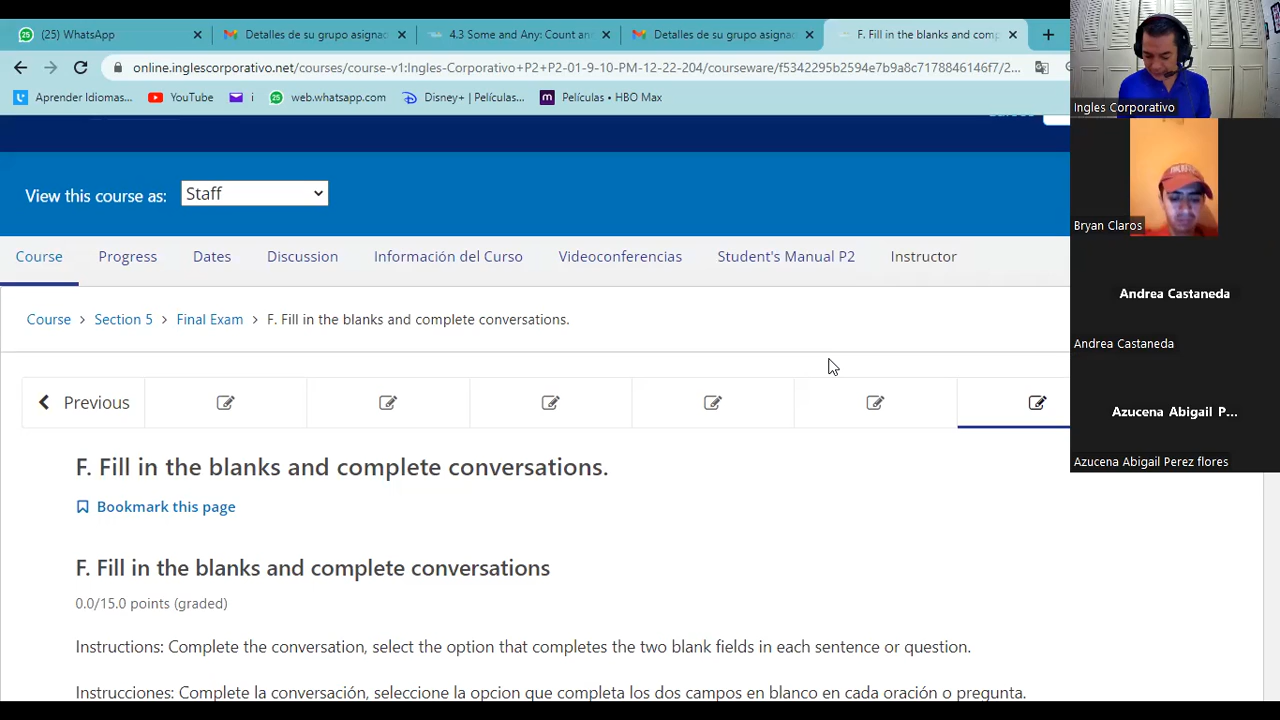 (25) WhatsApp
Detalles de su grupo asignac
4.3 Some and Any: Count an
Detalles de su grupo asigna
F. Fill in the blanks and comp
online.inglescorporativo.net/courses/course-v1:Ingles-Corporativo+P2+P2-01-9-10-PM-12-22-204/courseware/f5342295b2594e7b9a8c7178846146f7/2...
Aprender Idiomas...
YouTube
i
web.whatsapp.com
Disney+ | Películas...
Películas • HBO Max
View this course as:
Staff
Course
Progress
Dates
Discussion
Información del Curso
Videoconferencias
Student's Manual P2
Instructor
Course > Section 5 > Final Exam > F. Fill in the blanks and complete conversations.
Previous
F. Fill in the blanks and complete conversations.
Bookmark this page
F. Fill in the blanks and complete conversations
0.0/15.0 points (graded)
Instructions: Complete the conversation, select the option that completes the two blank fields in each sentence or question.
Instrucciones: Complete la conversación, seleccione la opcion que completa los dos campos en blanco en cada oración o pregunta.
Ingles Corporativo
Bryan Claros
Andrea Castaneda
Andrea Castaneda
Azucena Abigail P...
Azucena Abigail Perez flores